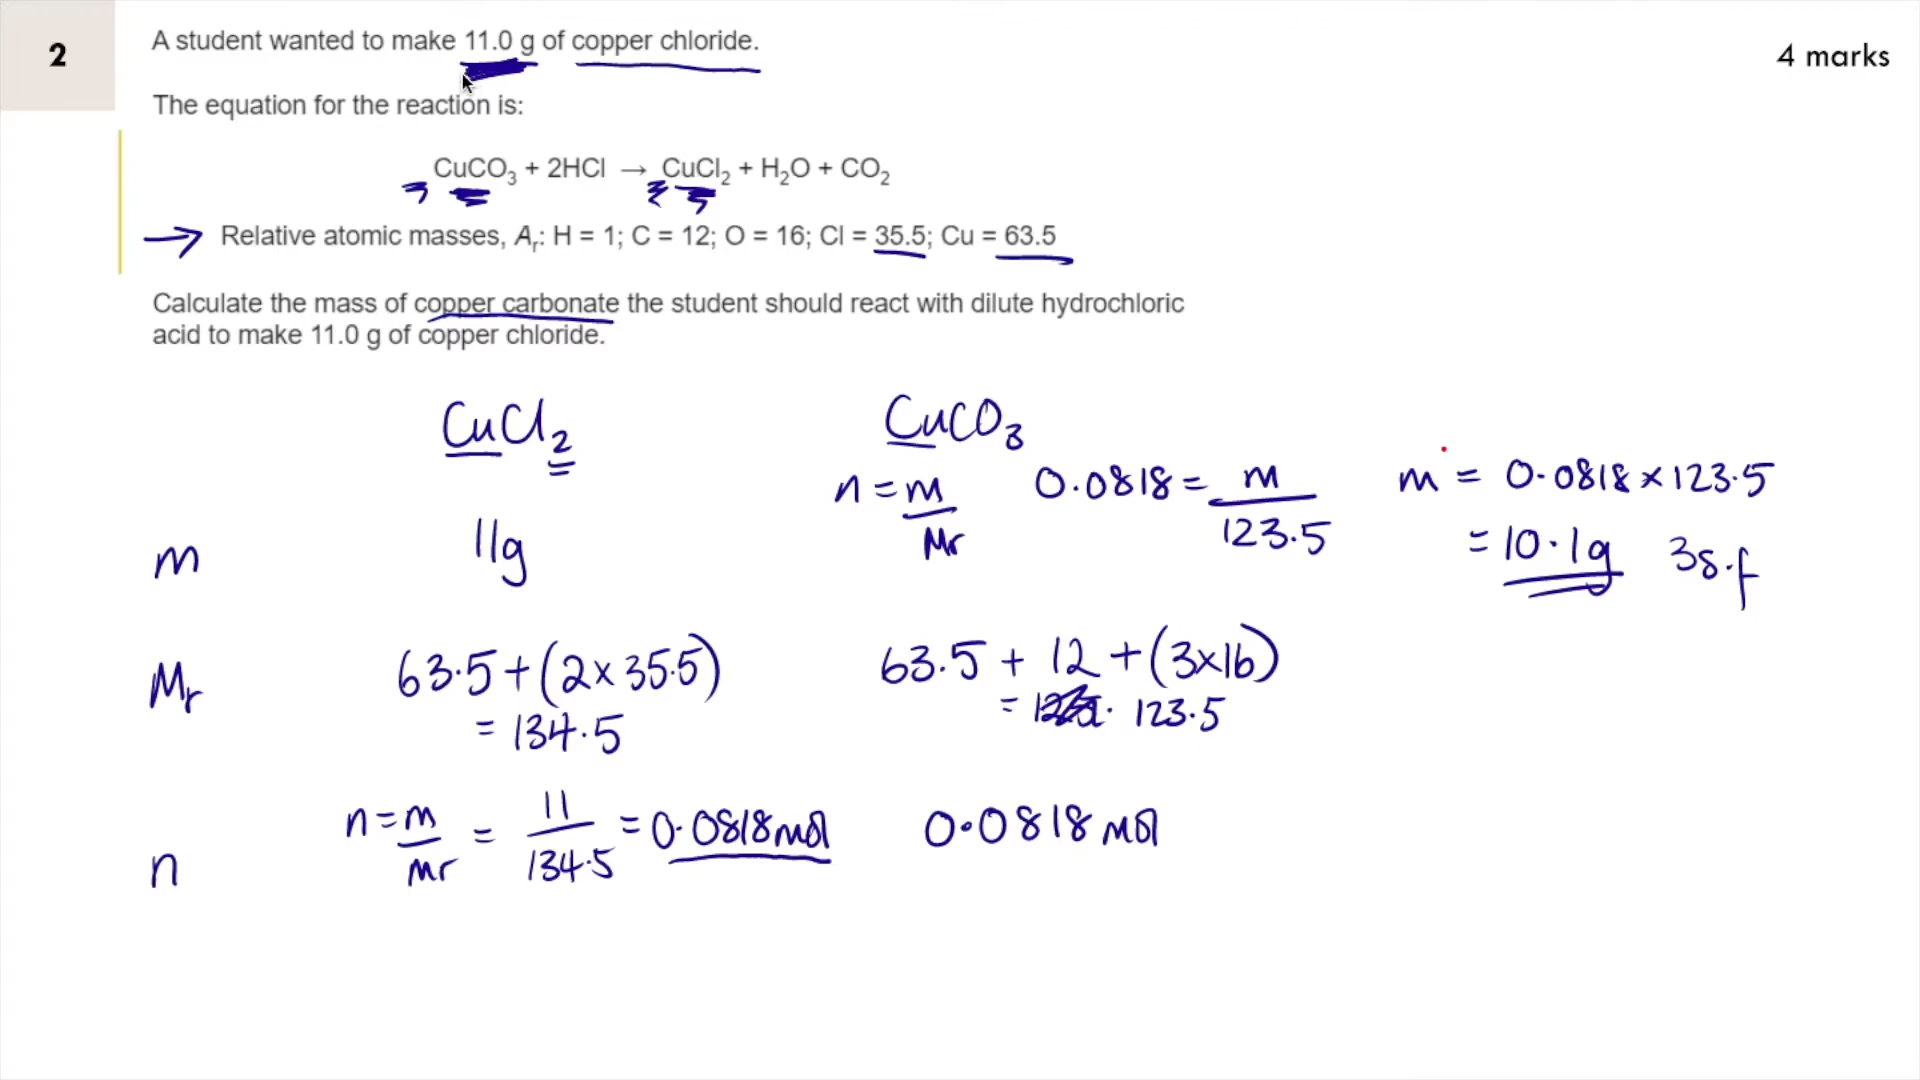 2
A student wanted to make 11.0 g of copper chloride.
4 marks
The equation for the reaction is:
CuCO₃ + 2HCl → CuCl₂ + H₂O + CO₂
Relative atomic masses, Aᵣ: H = 1; C = 12; O = 16; Cl = 35.5; Cu = 63.5
Calculate the mass of copper carbonate the student should react with dilute hydrochloric
acid to make 11.0 g of copper chloride.
CuCl₂
CuCO₃
n = m/Mr
0.0818 = m/123.5
m = 0.0818 × 123.5
= 10.1g 3s.f
m
11g
Mr
63.5 + (2 × 35.5)
= 134.5
63.5 + 12 + (3×16)
= 123.5
n
n = m/Mr = 11/134.5 = 0.0818mol
0.0818 mol